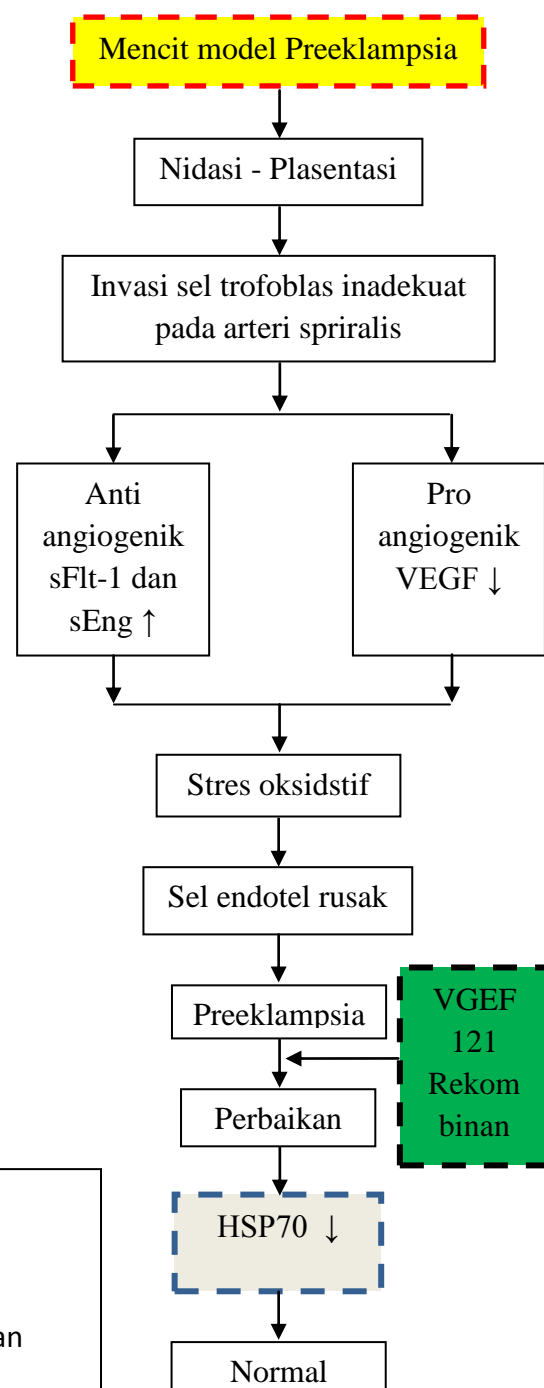 Mencit model Preeklampsia
Nidasi - Plasentasi
Invasi sel trofoblas inadekuat
pada arteri spriralis
Anti
angiogenik
sFlt-1 dan
sEng ↑
Pro
angiogenik
VEGF ↓
Stres oksidstif
Sel endotel rusak
Preeklampsia
VGEF
121
Rekom
binan
Perbaikan
HSP70 ↓
an
Normal